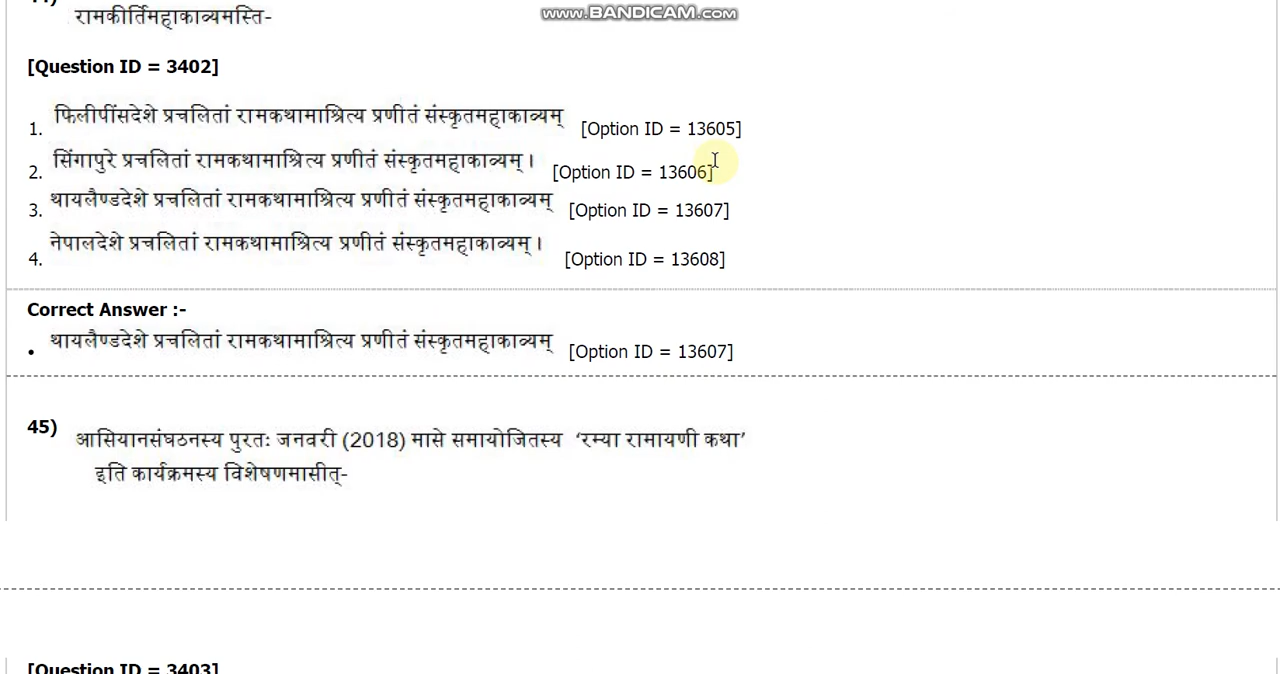 www.BANDICAM.com
रामकीर्तिमहाकाव्यमस्ति-
[Question ID = 3402]
1. फिलीपींसदेशे प्रचलितां रामकथामाश्रित्य प्रणीतं संस्कृतमहाकाव्यम् [Option ID = 13605]
2. सिंगापुरे प्रचलितां रामकथामाश्रित्य प्रणीतं संस्कृतमहाकाव्यम् । [Option ID = 13606]
3. थायलैण्डदेशे प्रचलितां रामकथामाश्रित्य प्रणीतं संस्कृतमहाकाव्यम् [Option ID = 13607]
4. नेपालदेशे प्रचलितां रामकथामाश्रित्य प्रणीतं संस्कृतमहाकाव्यम् । [Option ID = 13608]
Correct Answer :-
• थायलैण्डदेशे प्रचलितां रामकथामाश्रित्य प्रणीतं संस्कृतमहाकाव्यम् [Option ID = 13607]
45) आसियानसंघठनस्य पुरतः जनवरी (2018) मासे समायोजितस्य ‘रम्या रामायणी कथा’
इति कार्यक्रमस्य विशेषणमासीत्-
[Question ID = 3403]